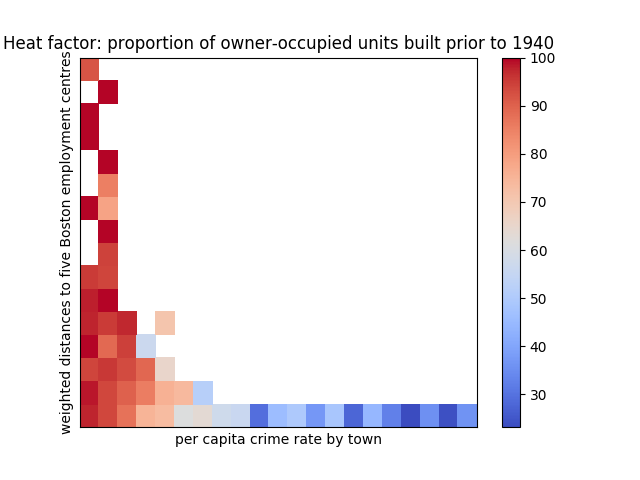 Heat factor: proportion of owner-occupied units built prior to 1940
weighted distances to five Boston employment centres
per capita crime rate by town
100
90
80
70
60
50
40
30